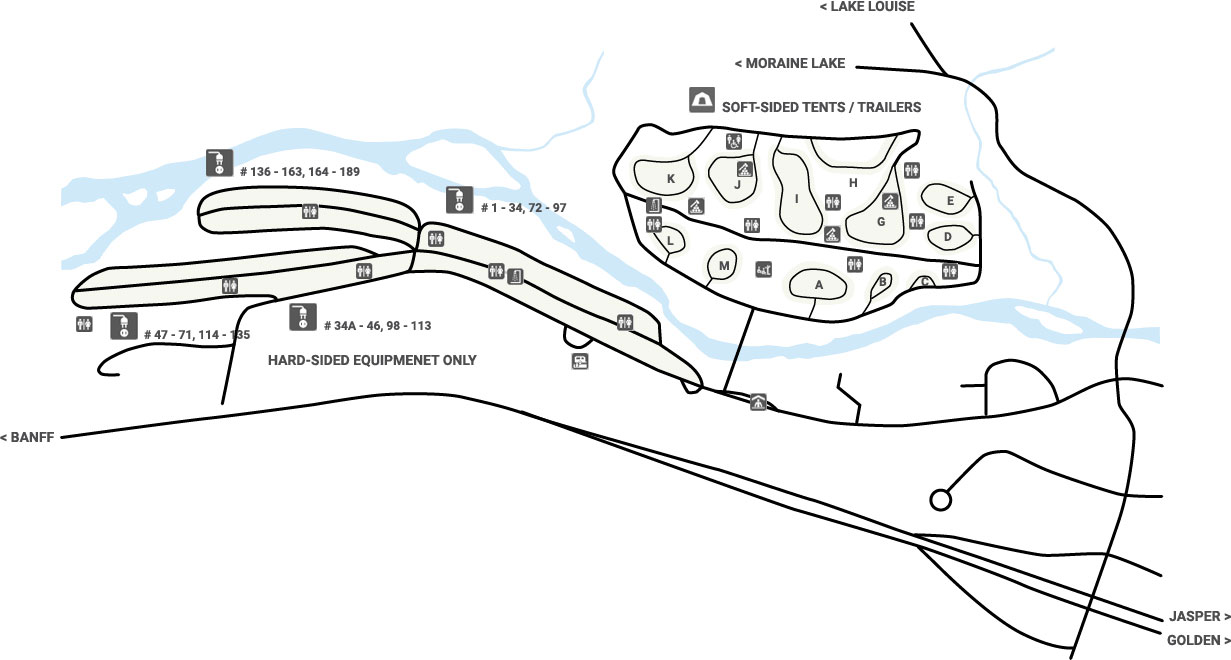 < LAKE LOUISE
< MORAINE LAKE
SOFT-SIDED TENTS / TRAILERS
# 136 - 163, 164 - 189
K
J
H
I
E
# 1 - 34, 72 - 97
G
L
D
M
A
B
C
# 34A - 46, 98 - 113
# 47 - 71, 114 - 135
HARD-SIDED EQUIPMENET ONLY
< BANFF
JASPER >
GOLDEN >